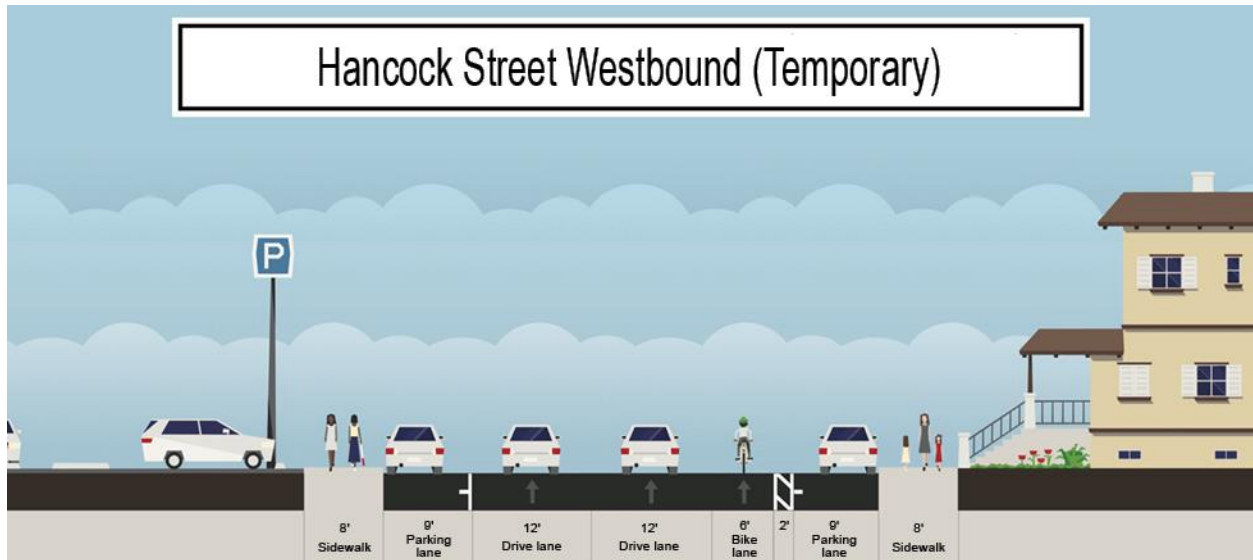 Hancock Street Westbound (Temporary)
P
8'
Sidewalk
9'
Parking
lane
12'
Drive lane
12'
Drive lane
6'
Bike
lane
2'
9'
Parking
lane
8'
Sidewalk